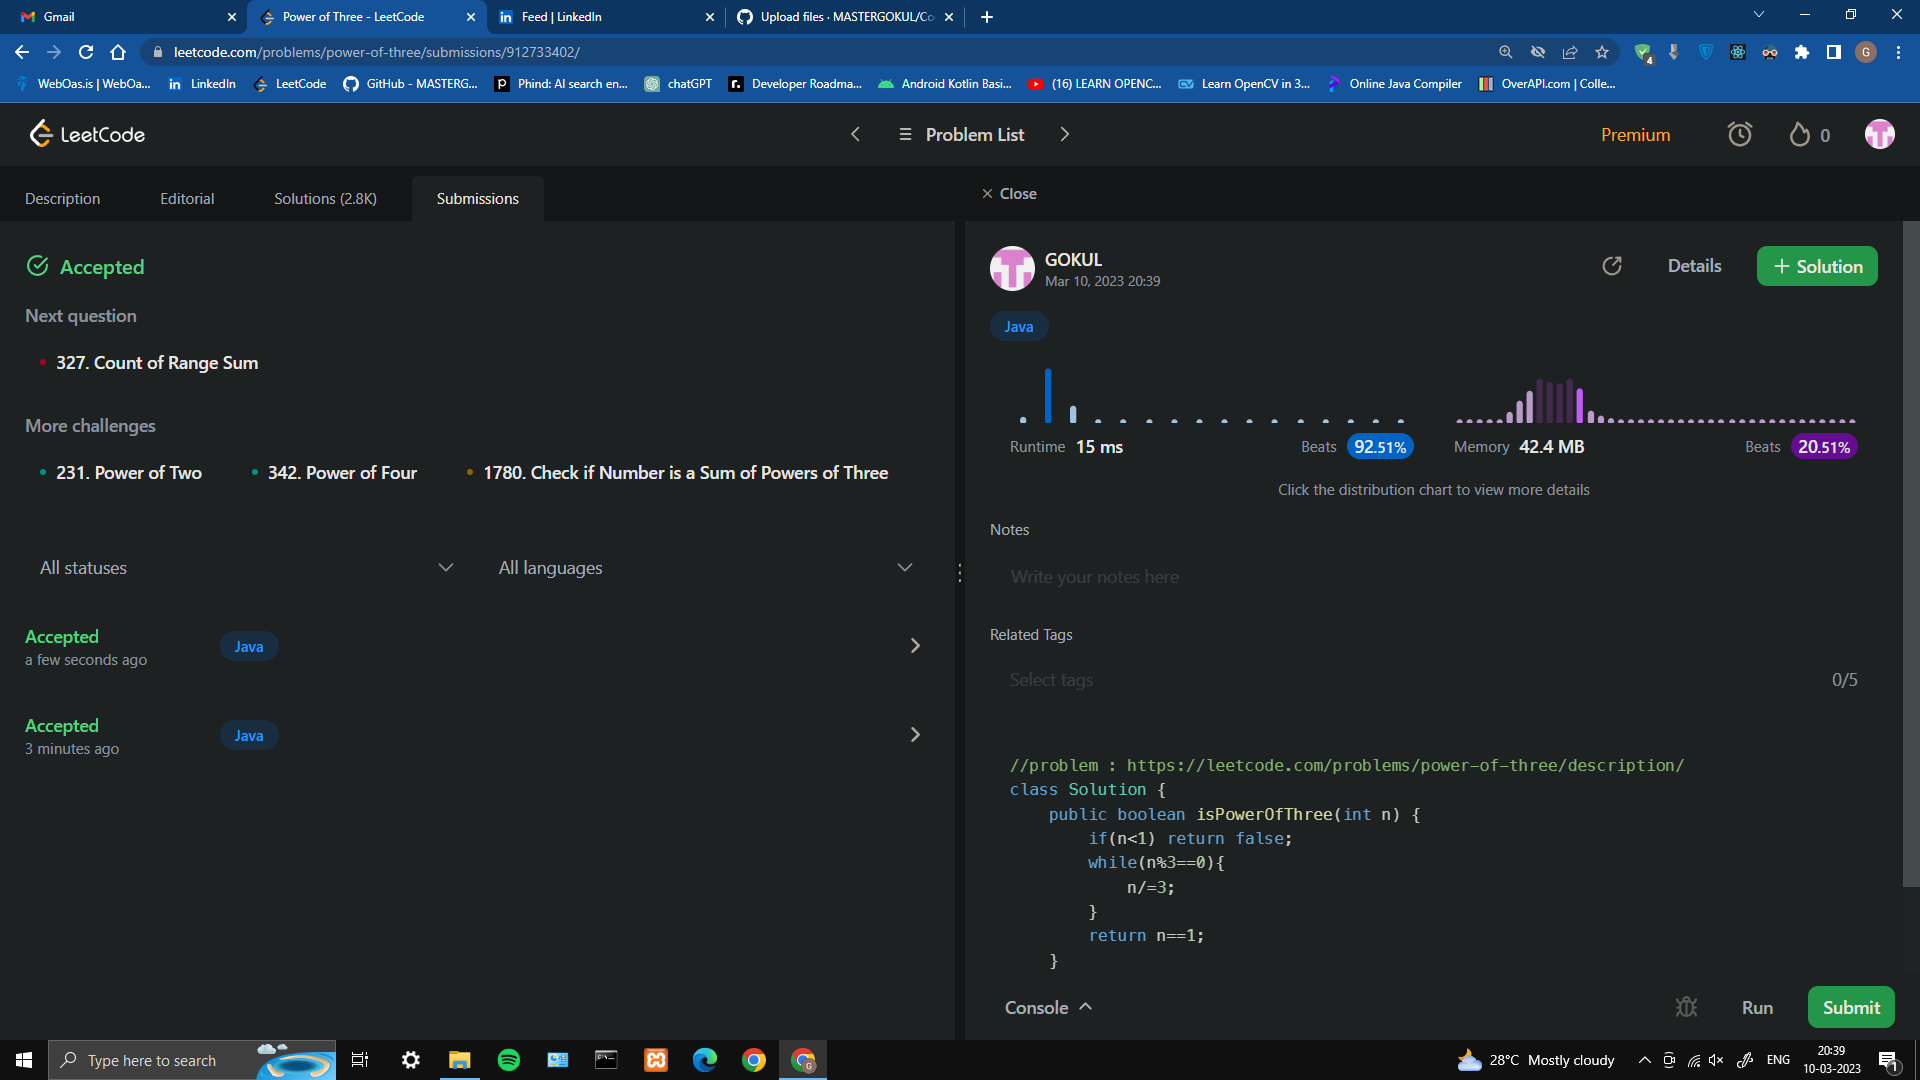 Gmail
Power of Three - LeetCode
Feed | LinkedIn
Upload files · MASTERGOKUL/Co
leetcode.com/problems/power-of-three/submissions/912733402/
4
G
WebOas.is | WebOa...
LinkedIn
LeetCode
GitHub - MASTERG...
Phind: AI search en...
chatGPT
Developer Roadma...
Android Kotlin Basi...
(16) LEARN OPENC...
Learn OpenCV in 3...
Online Java Compiler
OverAPI.com | Colle...
LeetCode
Problem List
Premium
0
Description
Editorial
Solutions (2.8K)
Submissions
Close
Accepted
Next question
327. Count of Range Sum
More challenges
231. Power of Two
342. Power of Four
1780. Check if Number is a Sum of Powers of Three
All statuses
All languages
Accepted
a few seconds ago
Java
Accepted
3 minutes ago
Java
GOKUL
Mar 10, 2023 20:39
Details
+ Solution
Java
Runtime 15 ms
Beats 92.51%
Memory 42.4 MB
Beats 20.51%
Click the distribution chart to view more details
Notes
Write your notes here
Related Tags
Select tags
0/5
//problem : https://leetcode.com/problems/power-of-three/description/
class Solution {
public boolean isPowerOfThree(int n) {
if(n<1) return false;
while(n%3==0){
n/=3;
}
return n==1;
}
Console
Run
Submit
Type here to search
28°C Mostly cloudy
ENG
20:39
10-03-2023
1